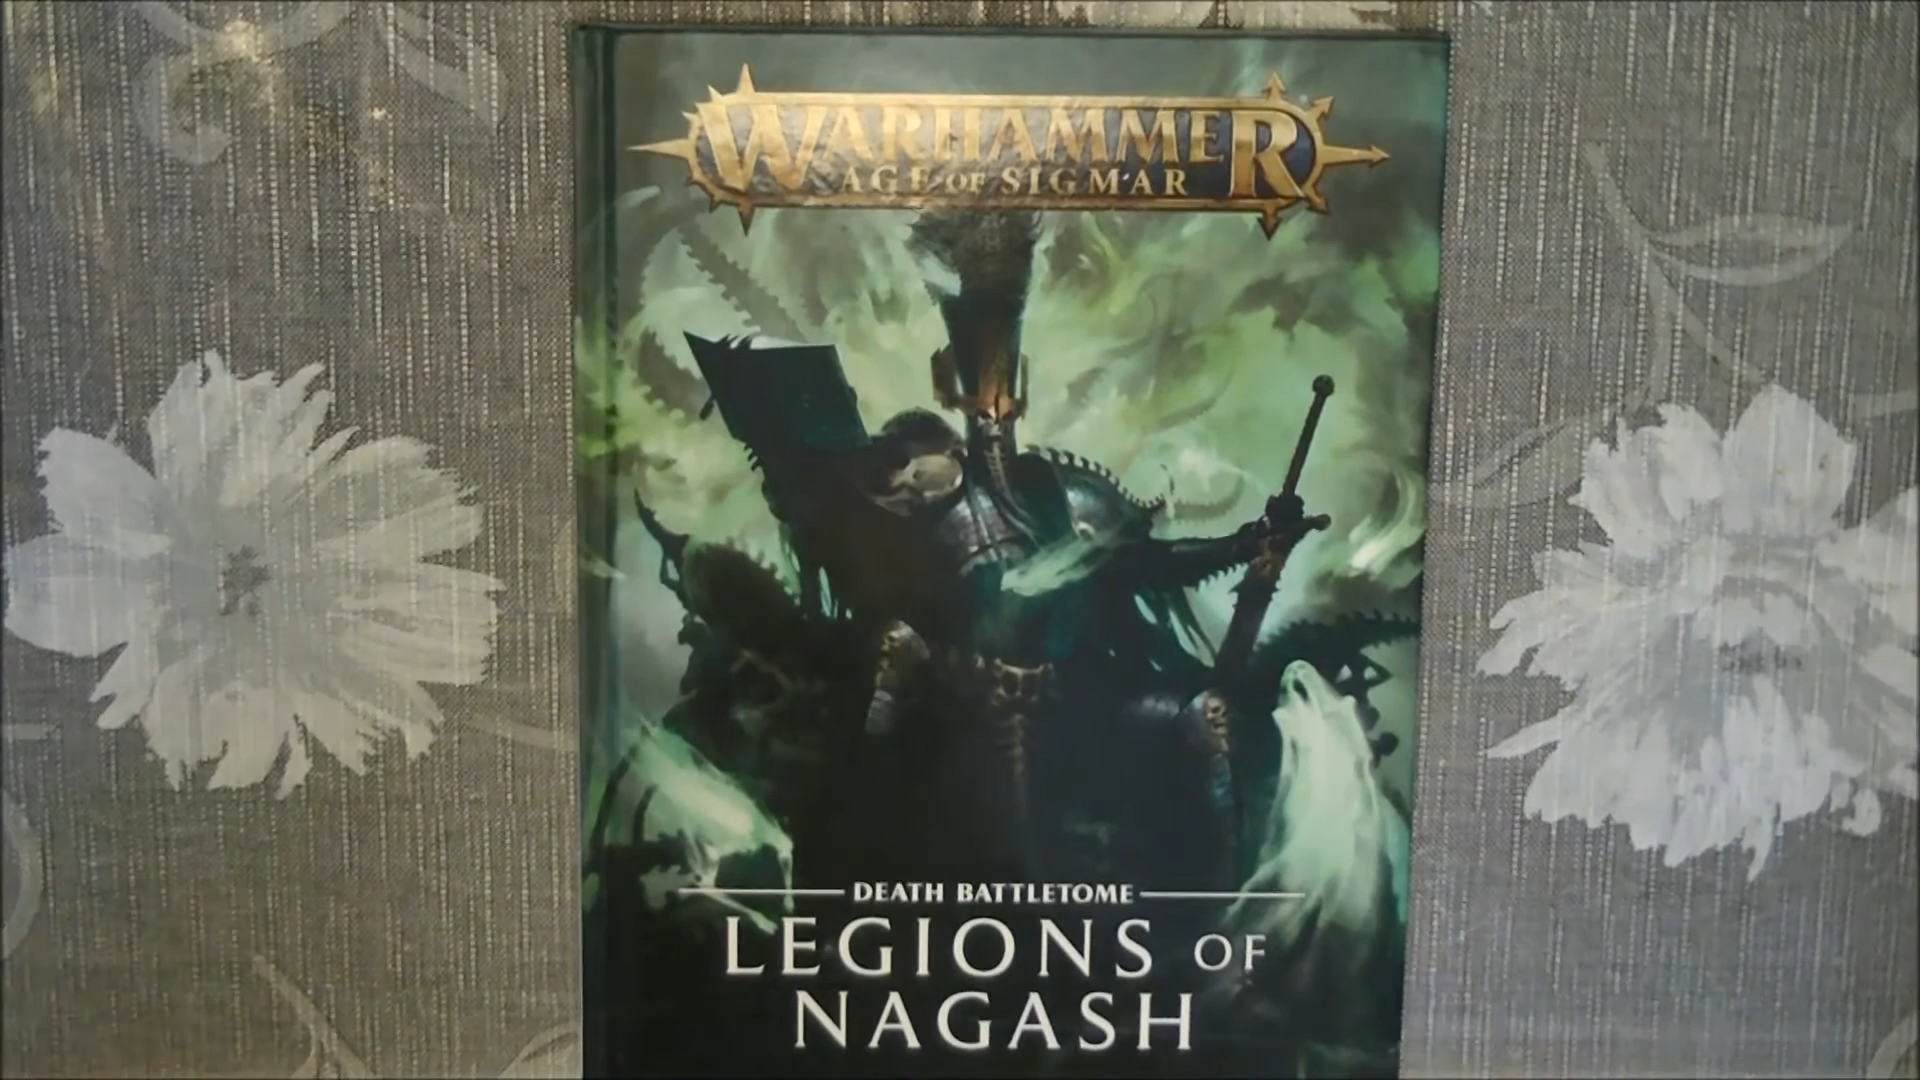 WARHAMMER
AGE OF SIGMAR
DEATH BATTLETOME
LEGIONS OF
NAGASH